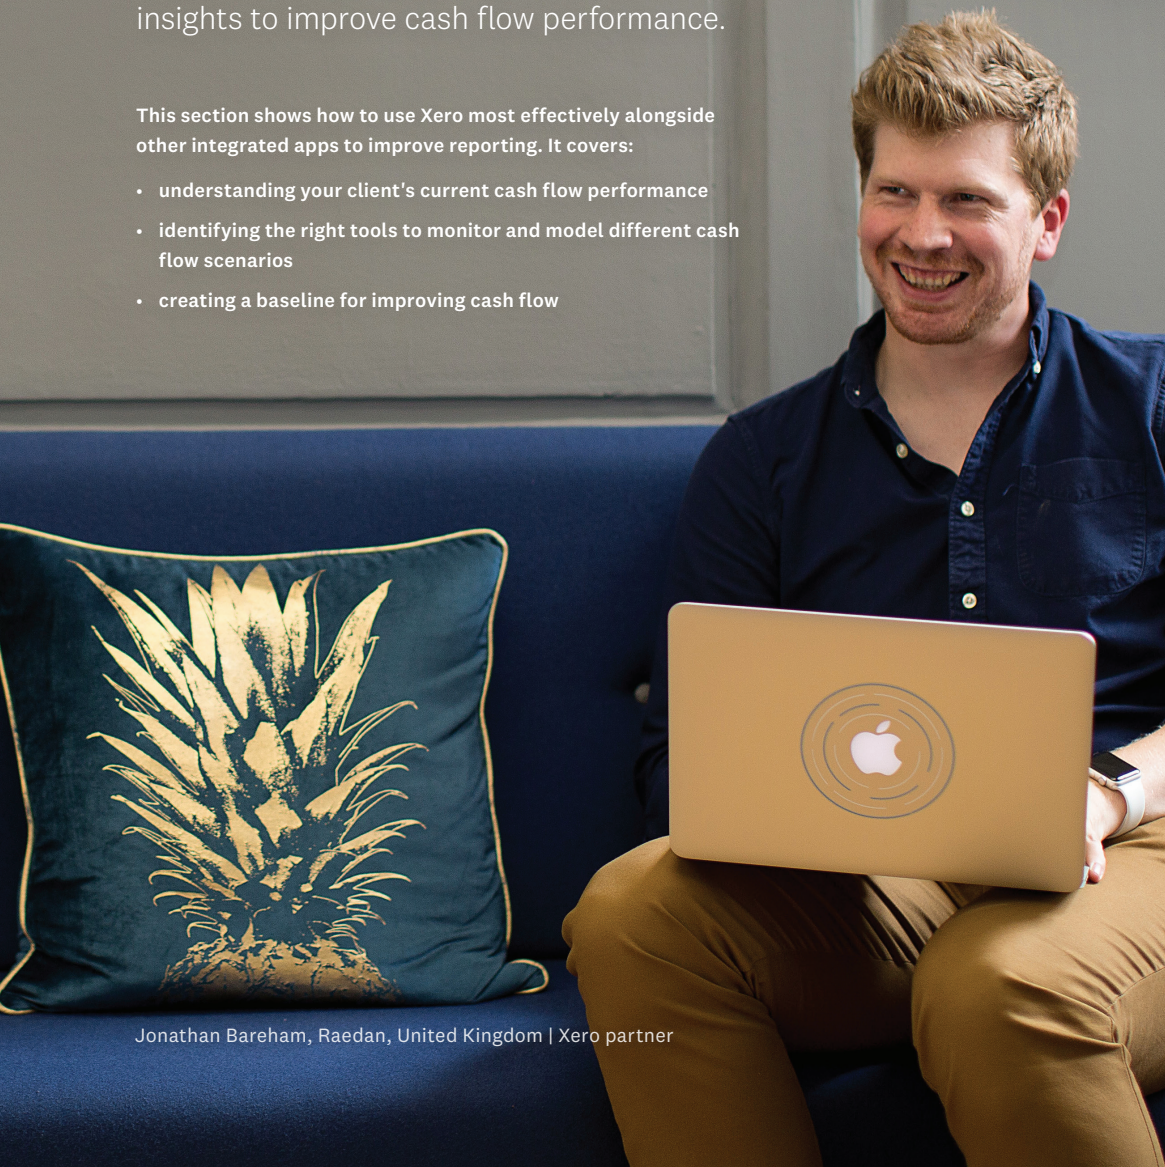 insights to improve cash flow performance.
This section shows how to use Xero most effectively alongside
other integrated apps to improve reporting. It covers:
• understanding your client's current cash flow performance
• identifying the right tools to monitor and model different cash
flow scenarios
• creating a baseline for improving cash flow
Jonathan Bareham, Raedan, United Kingdom | Xero partner